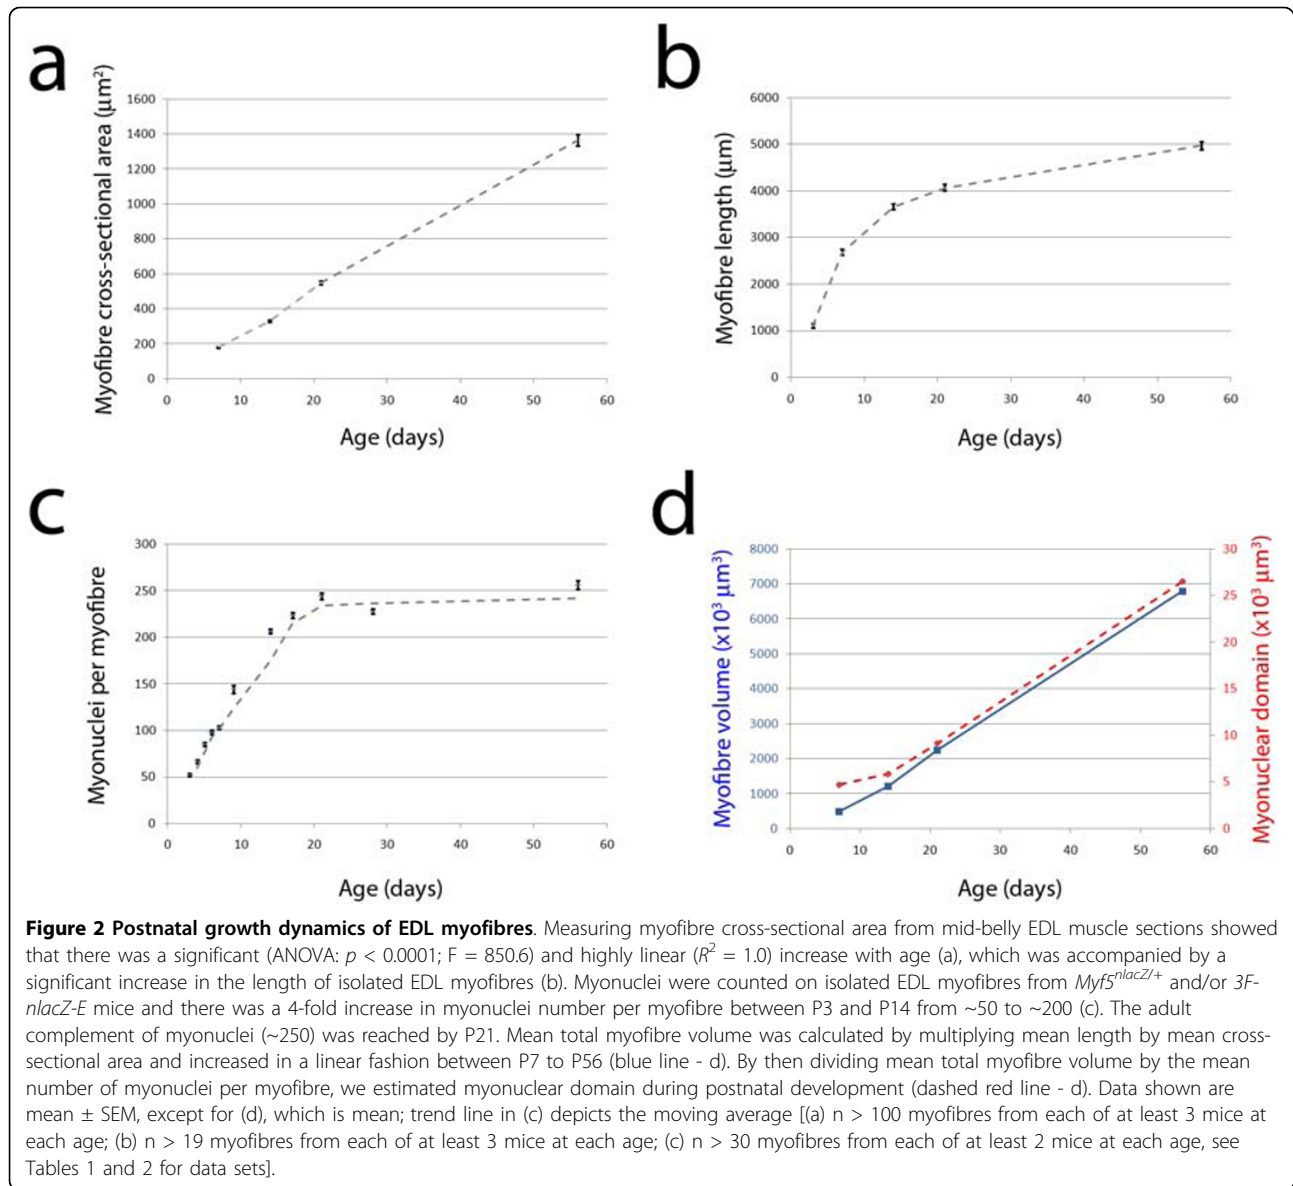 a
Myofibre cross-sectional area (μm²)
1600
1400
1200
1000
800
600
400
200
0
0 10 20 30 40 50 60
Age (days)
b
Myofibre length (μm)
6000
5000
4000
3000
2000
1000
0
0 10 20 30 40 50 60
Age (days)
c
Myonuclei per myofibre
300
250
200
150
100
50
0
0 10 20 30 40 50 60
Age (days)
d
Myofibre volume (x10³ μm³)
8000
7000
6000
5000
4000
3000
2000
1000
0
0 10 20 30 40 50 60
Age (days)
30
25
20
15
10
5
0
Myonuclear domain (x10³ μm³)
Figure 2 Postnatal growth dynamics of EDL myofibres. Measuring myofibre cross-sectional area from mid-belly EDL muscle sections showed
that there was a significant (ANOVA: p < 0.0001; F = 850.6) and highly linear (R² = 1.0) increase with age (a), which was accompanied by a
significant increase in the length of isolated EDL myofibres (b). Myonuclei were counted on isolated EDL myofibres from Myf5nlacZ/+ and/or 3F-
nlacZ-E mice and there was a 4-fold increase in myonuclei number per myofibre between P3 and P14 from ~50 to ~200 (c). The adult
complement of myonuclei (~250) was reached by P21. Mean total myofibre volume was calculated by multiplying mean length by mean cross-
sectional area and increased in a linear fashion between P7 to P56 (blue line - d). By then dividing mean total myofibre volume by the mean
number of myonuclei per myofibre, we estimated myonuclear domain during postnatal development (dashed red line - d). Data shown are
mean ± SEM, except for (d), which is mean; trend line in (c) depicts the moving average [(a) n > 100 myofibres from each of at least 3 mice at
each age; (b) n > 19 myofibres from each of at least 3 mice at each age; (c) n > 30 myofibres from each of at least 2 mice at each age, see
Tables 1 and 2 for data sets].